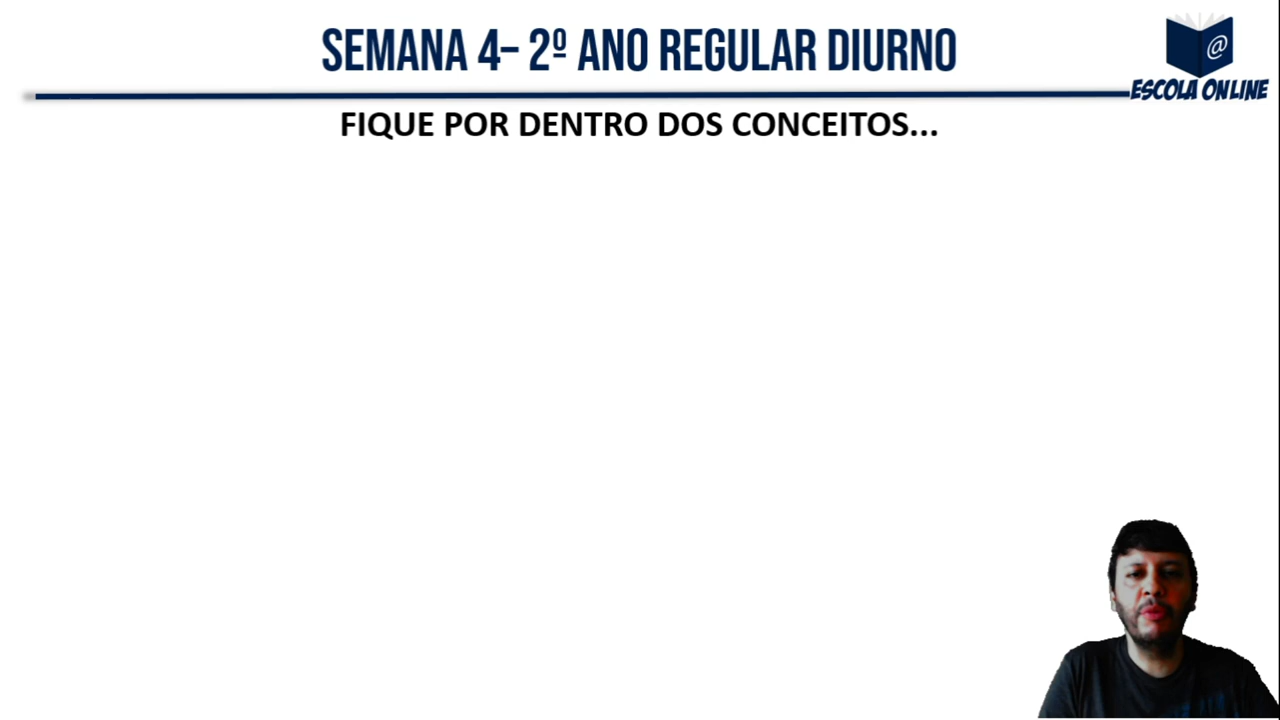 SEMANA 4– 2º ANO REGULAR DIURNO
@
ESCOLA ONLINE
FIQUE POR DENTRO DOS CONCEITOS...